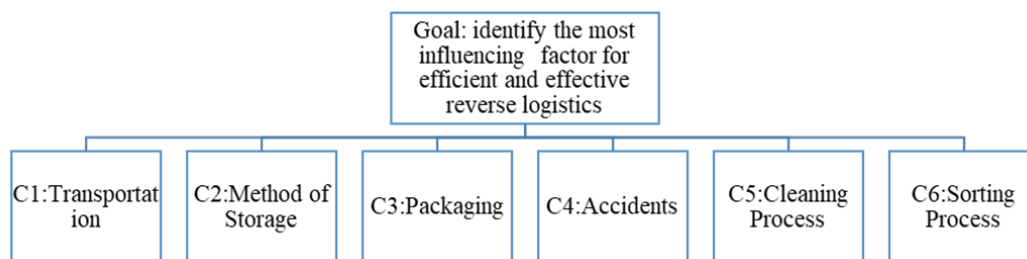 Goal: identify the most
influencing factor for
efficient and effective
reverse logistics
C1:Transportat
ion
C2:Method of
Storage
C3:Packaging
C4:Accidents
C5:Cleaning
Process
C6:Sorting
Process